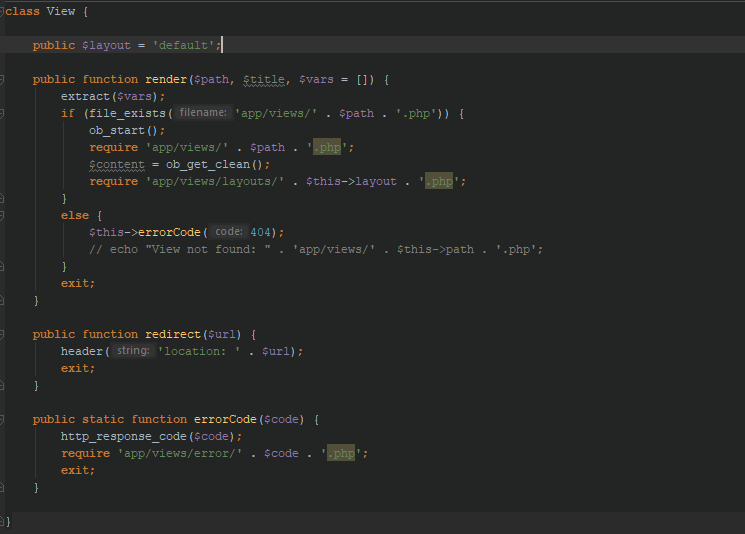 class View {
public $layout = 'default';
public function render($path, $title, $vars = []) {
extract($vars);
if (file_exists( filename: 'app/views/' . $path . '.php')) {
ob_start();
require 'app/views/' . $path . '.php';
$content = ob_get_clean();
require 'app/views/layouts/' . $this->layout . '.php';
}
else {
$this->errorCode( code: 404);
// echo "View not found: " . 'app/views/' . $this->path . '.php';
}
exit;
}
public function redirect($url) {
header( string: 'location: ' . $url);
exit;
}
public static function errorCode($code) {
http_response_code($code);
require 'app/views/error/' . $code . '.php';
exit;
}
}